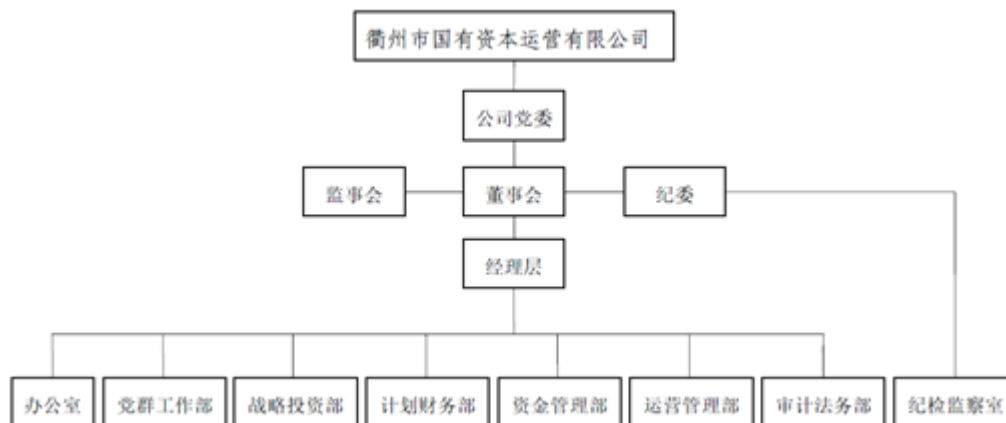 衢州市国有资本运营有限公司
公司党委
监事会
董事会
纪委
经理层
办公室
党群工作部
战略投资部
计划财务部
资金管理部
运营管理部
审计法务部
纪检监察室